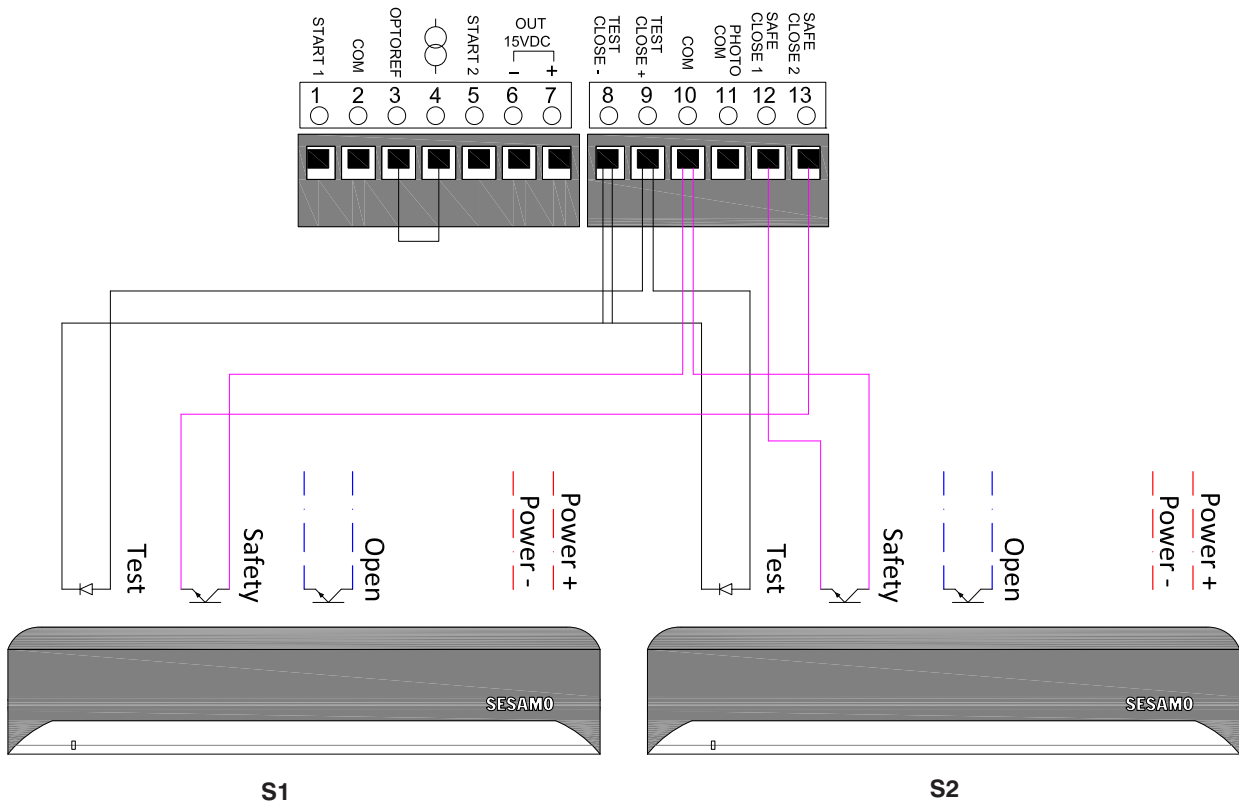 START 1
COM
OPTOREF
START 2
OUT
15VDC
-
+
TEST
CLOSE -
TEST
CLOSE +
COM
PHOTO
COM
SAFE
CLOSE 1
SAFE
CLOSE 2
1 2 3 4 5 6 7 8 9 10 11 12 13
Test
Safety
Open
Power -
Power +
Test
Safety
Open
Power -
Power +
SESAMO
SESAMO
S1
S2